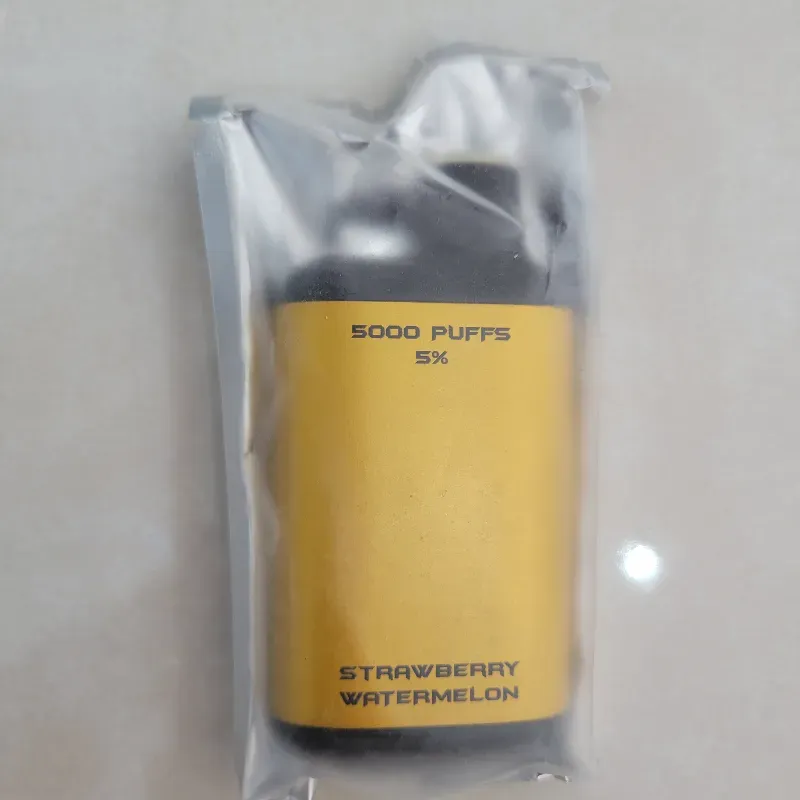 5000 PUFFS
5%
STRAWBERRY
WATERMELON